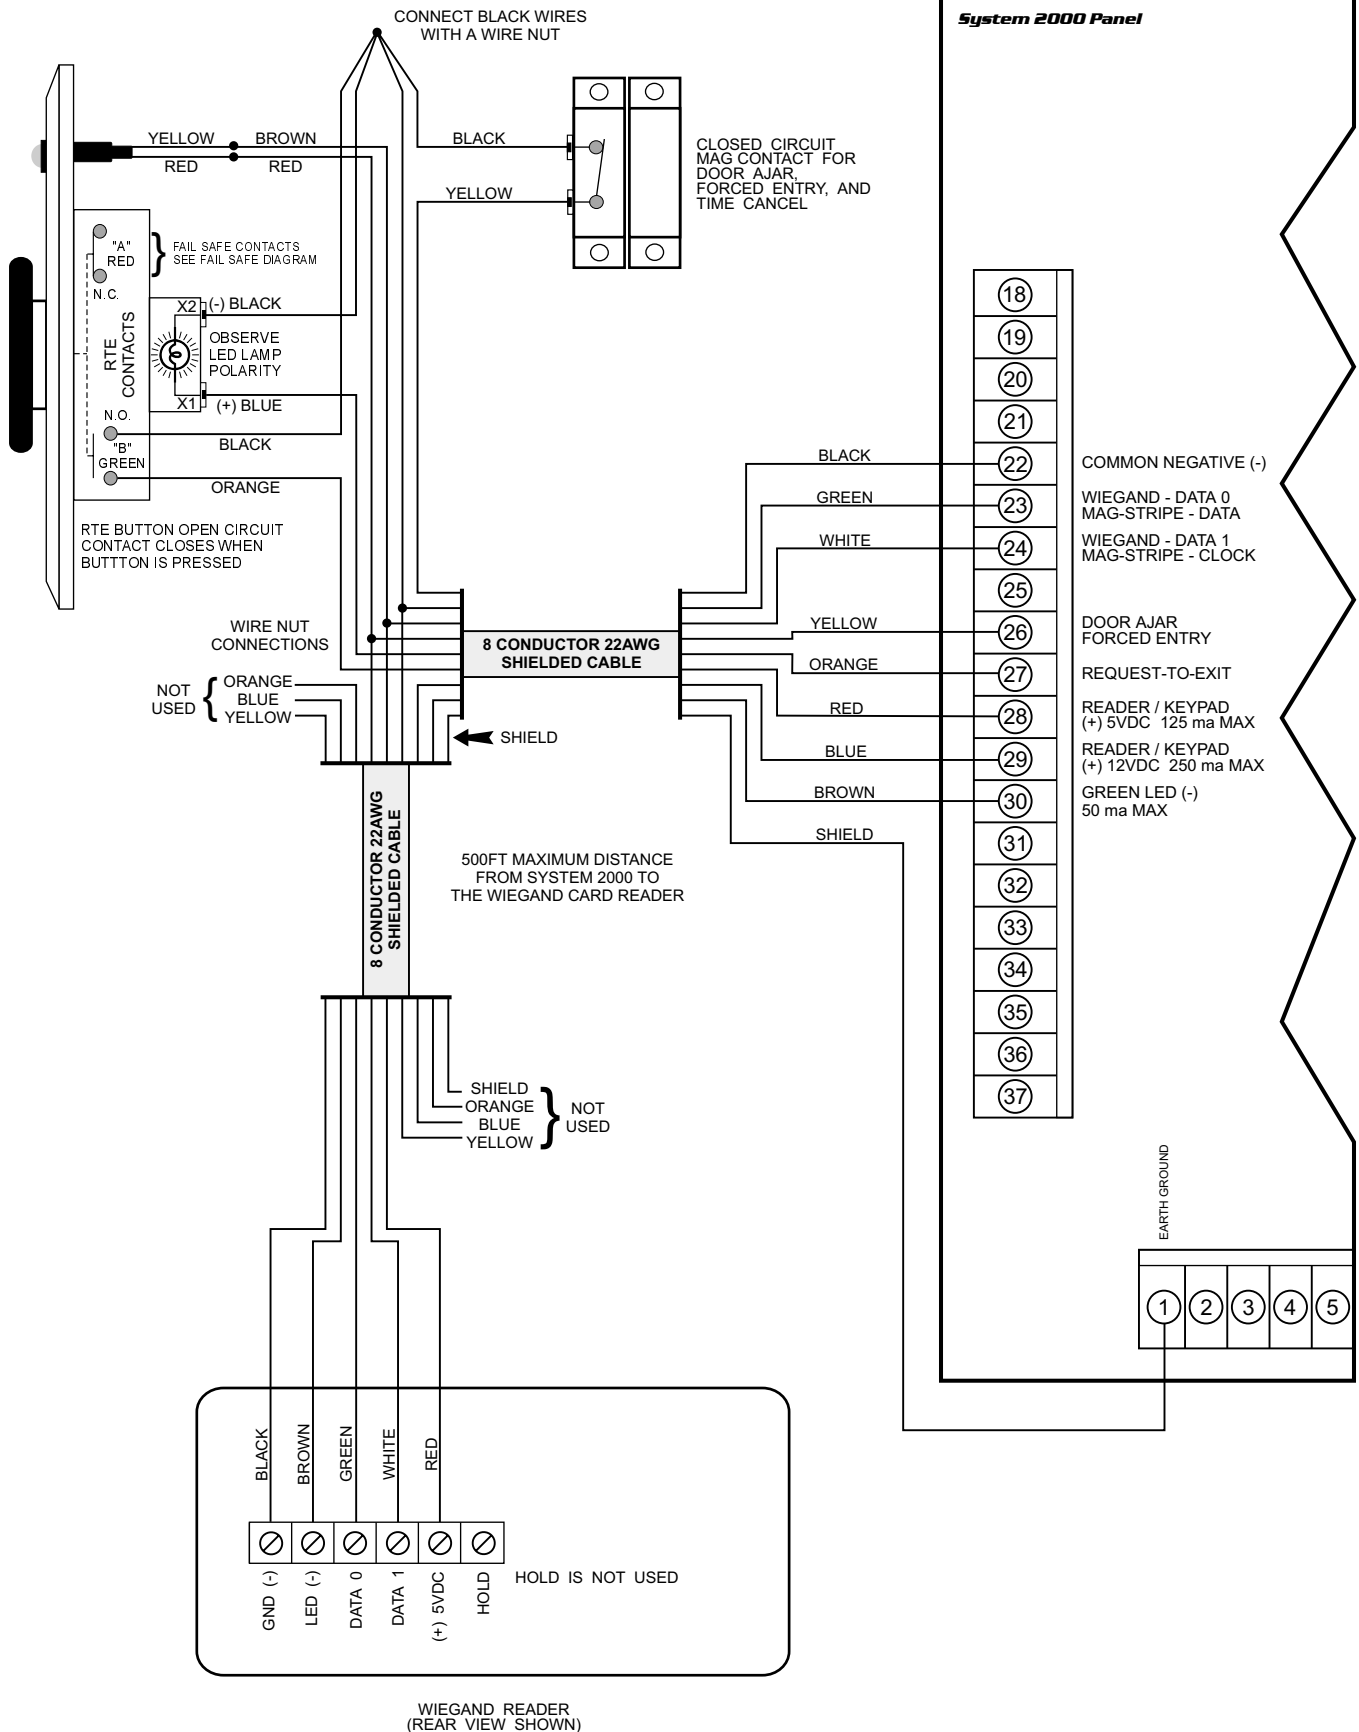 System 2000 Panel
CONNECT BLACK WIRES
WITH A WIRE NUT
YELLOW
BROWN
RED
RED
BLACK
YELLOW
CLOSED CIRCUIT
MAG CONTACT FOR
DOOR AJAR,
FORCED ENTRY, AND
TIME CANCEL
"A"
RED
N.C.
FAIL SAFE CONTACTS
SEE FAIL SAFE DIAGRAM
RTE
CONTACTS
X2
(-) BLACK
OBSERVE
LED LAMP
POLARITY
X1
(+) BLUE
N.O.
"B"
GREEN
BLACK
ORANGE
RTE BUTTON OPEN CIRCUIT
CONTACT CLOSES WHEN
BUTTTON IS PRESSED
18
19
20
21
BLACK
22
COMMON NEGATIVE (-)
GREEN
23
WIEGAND - DATA 0
MAG-STRIPE - DATA
WHITE
24
WIEGAND - DATA 1
MAG-STRIPE - CLOCK
25
YELLOW
26
DOOR AJAR
FORCED ENTRY
ORANGE
27
REQUEST-TO-EXIT
RED
28
READER / KEYPAD
(+) 5VDC 125 ma MAX
BLUE
29
READER / KEYPAD
(+) 12VDC 250 ma MAX
BROWN
30
GREEN LED (-)
50 ma MAX
SHIELD
31
32
33
34
35
36
37
WIRE NUT
CONNECTIONS
8 CONDUCTOR 22AWG
SHIELDED CABLE
NOT
USED
ORANGE
BLUE
YELLOW
SHIELD
8 CONDUCTOR 22AWG
SHIELDED CABLE
500FT MAXIMUM DISTANCE
FROM SYSTEM 2000 TO
THE WIEGAND CARD READER
SHIELD
ORANGE
BLUE
YELLOW
NOT
USED
EARTH GROUND
1
2
3
4
5
BLACK
BROWN
GREEN
WHITE
RED
GND (-)
LED (-)
DATA 0
DATA 1
(+) 5VDC
HOLD
HOLD IS NOT USED
WIEGAND READER
(REAR VIEW SHOWN)